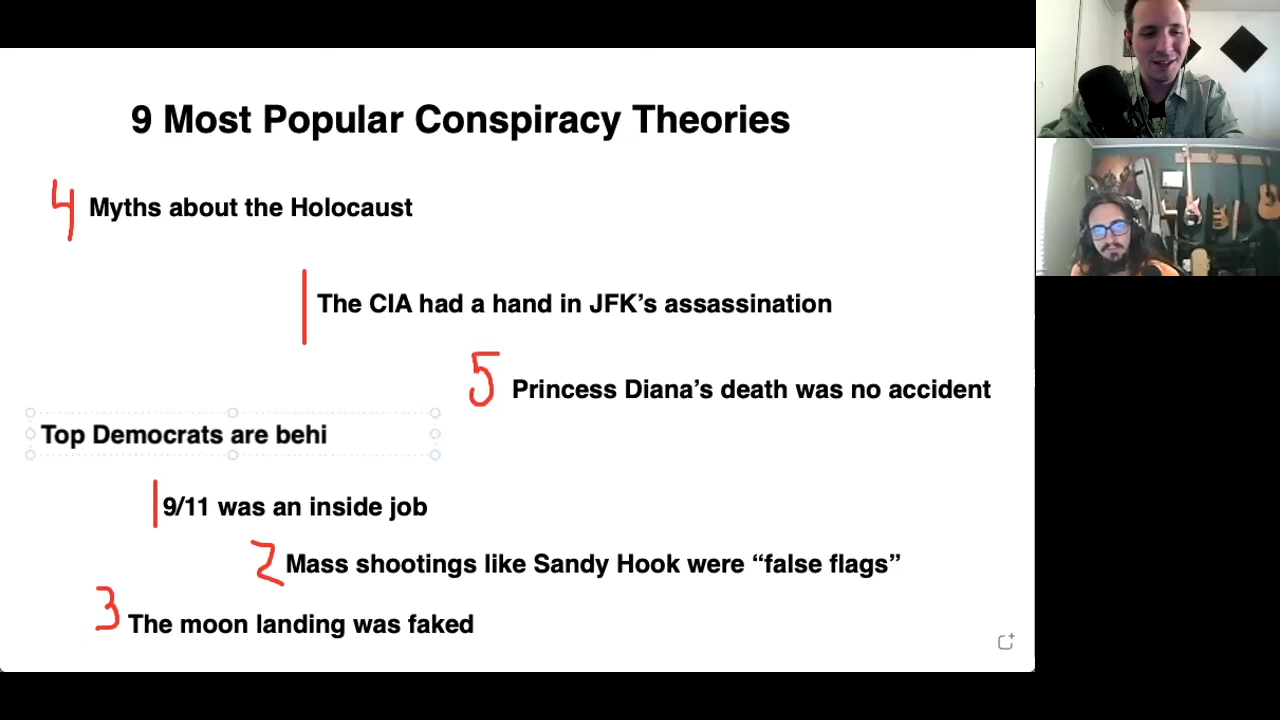 9 Most Popular Conspiracy Theories
4 Myths about the Holocaust
| The CIA had a hand in JFK’s assassination
5 Princess Diana’s death was no accident
Top Democrats are behi
| 9/11 was an inside job
2 Mass shootings like Sandy Hook were “false flags”
3 The moon landing was faked